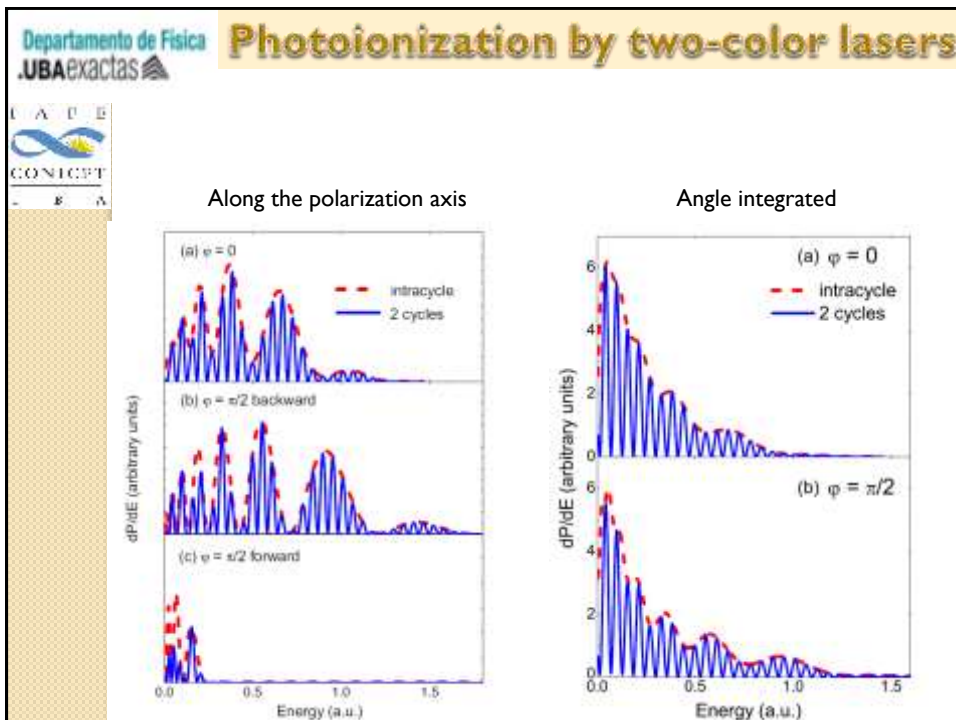 Departamento de Física
.UBAexactas
Photoionization by two-color lasers
I A F E
CONICET
U B A
Along the polarization axis
(a) φ = 0
intracycle
2 cycles
(b) φ = π/2 backward
(c) φ = π/2 forward
dP/dE (arbitrary units)
0.0 0.5 1.0 1.5
Energy (a.u.)
Angle integrated
(a) φ = 0
intracycle
2 cycles
6
4
2
0
(b) φ = π/2
6
4
2
0
dP/dE (arbitrary units)
0.0 0.5 1.0 1.5
Energy (a.u.)